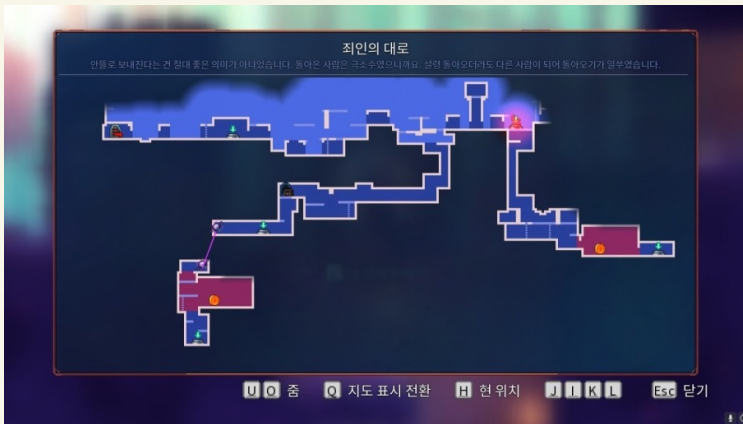 죄인의 대로
안뜰로 보내진다는 건 절대 좋은 의미가 아니었습니다. 돌아온 사람은 극소수였으니까요. 설령 돌아오더라도 다른 사람이 되어 돌아오기가 일쑤였습니다.
U O 줌 Q 지도 표시 전환 H 현 위치 J I K L Esc 닫기